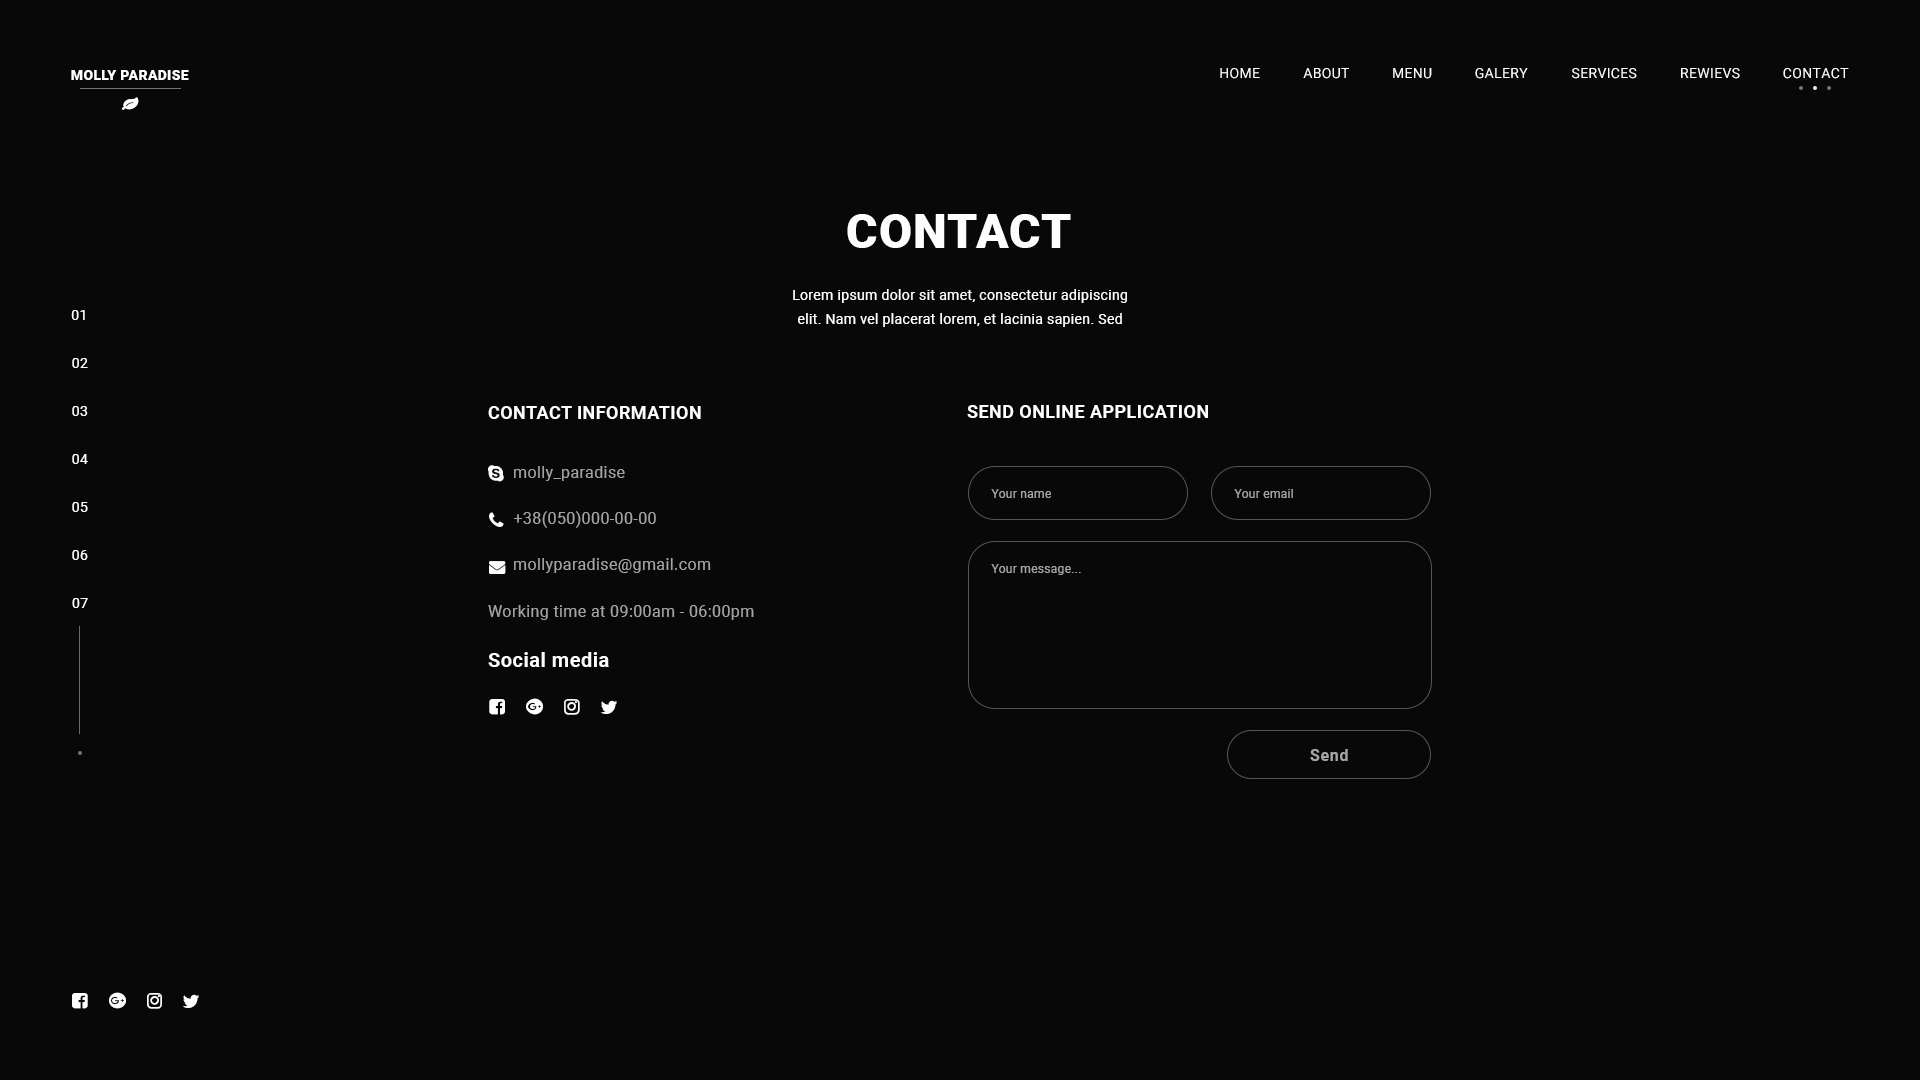 MOLLY PARADISE
HOME
ABOUT
MENU
GALERY
SERVICES
REWIEVS
CONTACT
CONTACT
Lorem ipsum dolor sit amet, consectetur adipiscing
elit. Nam vel placerat lorem, et lacinia sapien. Sed
01
02
03
04
05
06
07
CONTACT INFORMATION
molly_paradise
+38(050)000-00-00
mollyparadise@gmail.com
Working time at 09:00am - 06:00pm
Social media
SEND ONLINE APPLICATION
Your name
Your email
Your message...
Send